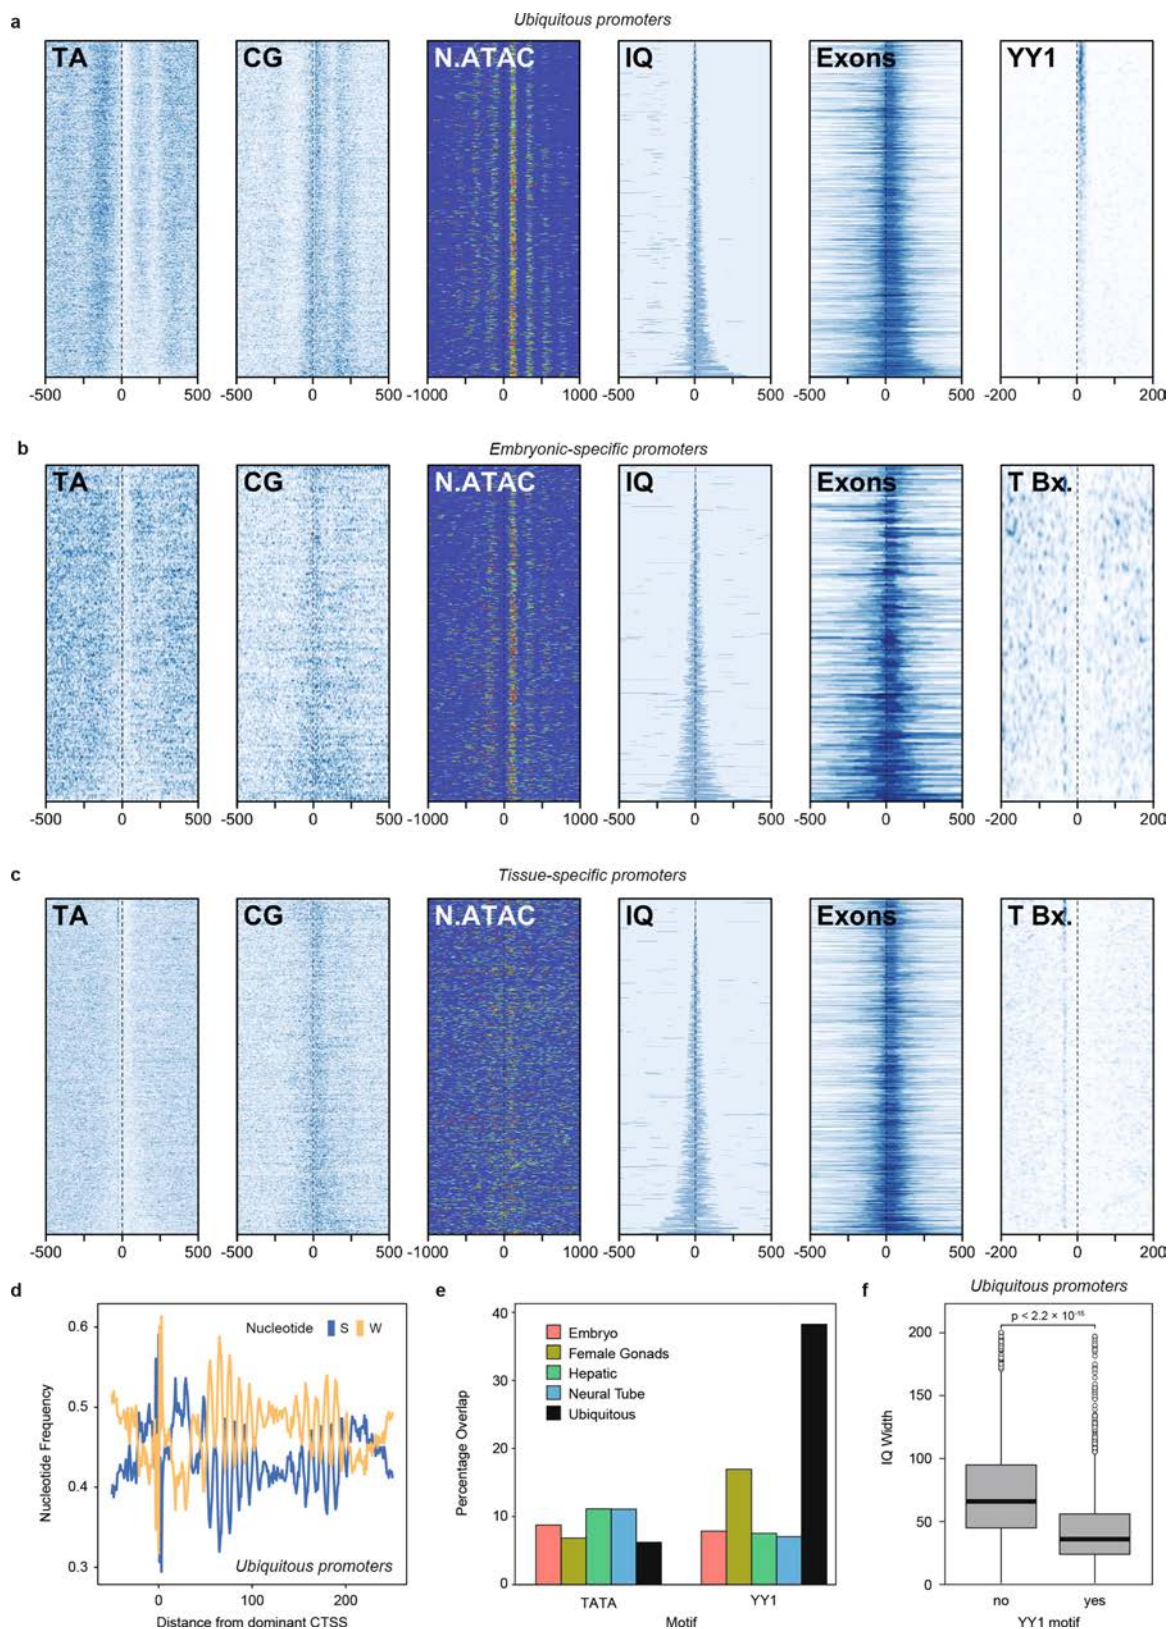 a
Ubiquitous promoters
TA CG N.ATAC IQ Exons YY1
-500 0 500 -500 0 500 -1000 0 1000 -500 0 500 -500 0 500 -200 0 200
b
Embryonic-specific promoters
TA CG N.ATAC IQ Exons T Bx.
-500 0 500 -500 0 500 -1000 0 1000 -500 0 500 -500 0 500 -200 0 200
c
Tissue-specific promoters
TA CG N.ATAC IQ Exons T Bx.
-500 0 500 -500 0 500 -1000 0 1000 -500 0 500 -500 0 500 -200 0 200
d
Nucleotide S W
0.6
0.5
0.4
0.3
Nucleotide Frequency
Ubiquitous promoters
0 100 200
Distance from dominant CTSS
e
40
30
20
10
0
Percentage Overlap
Embryo
Female Gonads
Hepatic
Neural Tube
Ubiquitous
TATA YY1
Motif
f
Ubiquitous promoters
p < 2.2 × 10-15
200
150
100
50
0
IQ Width
no yes
YY1 motif